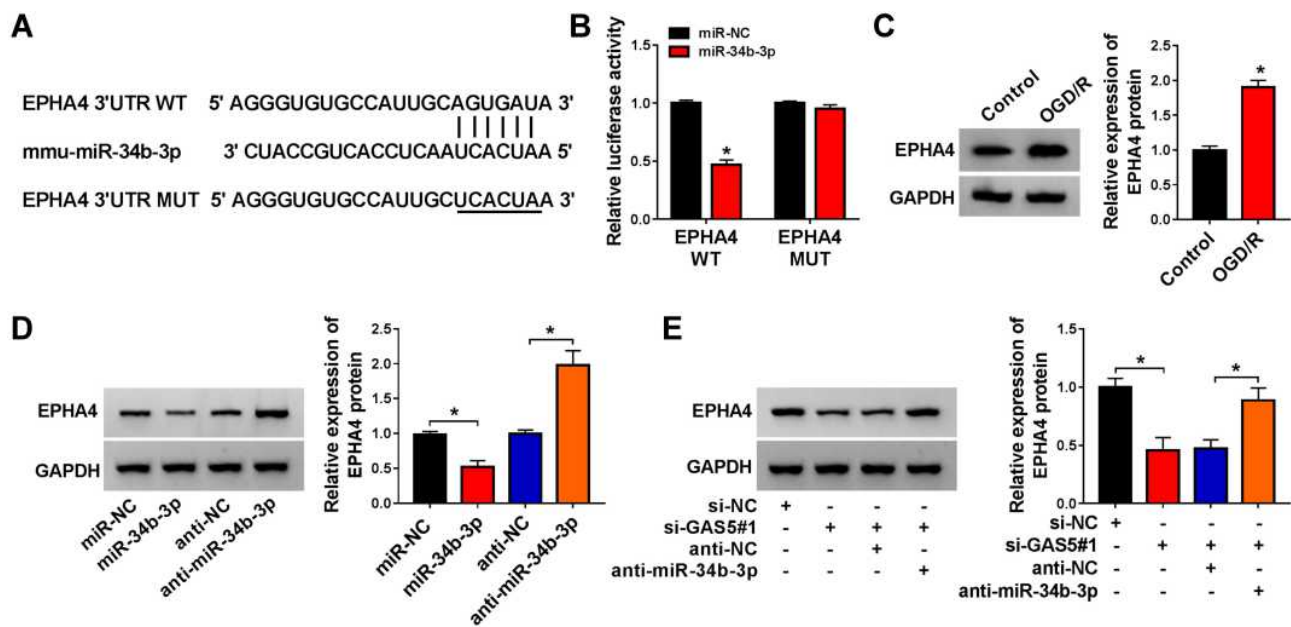 A
EPHA4 3'UTR WT 5' AGGGUGUGCCAUUGCAGUGAUA 3'
mmu-miR-34b-3p 3' CUACCGUCACCUCAAUCACUAA 5'
EPHA4 3'UTR MUT 5' AGGGUGUGCCAUUGCUCACUAA 3'
B
Relative luciferase activity
1.5
1.0
0.5
0.0
miR-NC
miR-34b-3p
*
EPHA4
WT
EPHA4
MUT
C
Control
OGD/R
EPHA4
GAPDH
Relative expression of
EPHA4 protein
2.5
2.0
1.5
1.0
0.5
0.0
*
Control
OGD/R
D
EPHA4
GAPDH
miR-NC
miR-34b-3p
anti-NC
anti-miR-34b-3p
Relative expression of
EPHA4 protein
2.5
2.0
1.5
1.0
0.5
0.0
*
*
miR-NC
miR-34b-3p
anti-NC
anti-miR-34b-3p
E
EPHA4
GAPDH
si-NC + - - -
si-GAS5#1 - + + +
anti-NC - - + -
anti-miR-34b-3p - - - +
Relative expression of
EPHA4 protein
1.5
1.0
0.5
0.0
*
*
si-NC + - - -
si-GAS5#1 - + + +
anti-NC - - + -
anti-miR-34b-3p - - - +